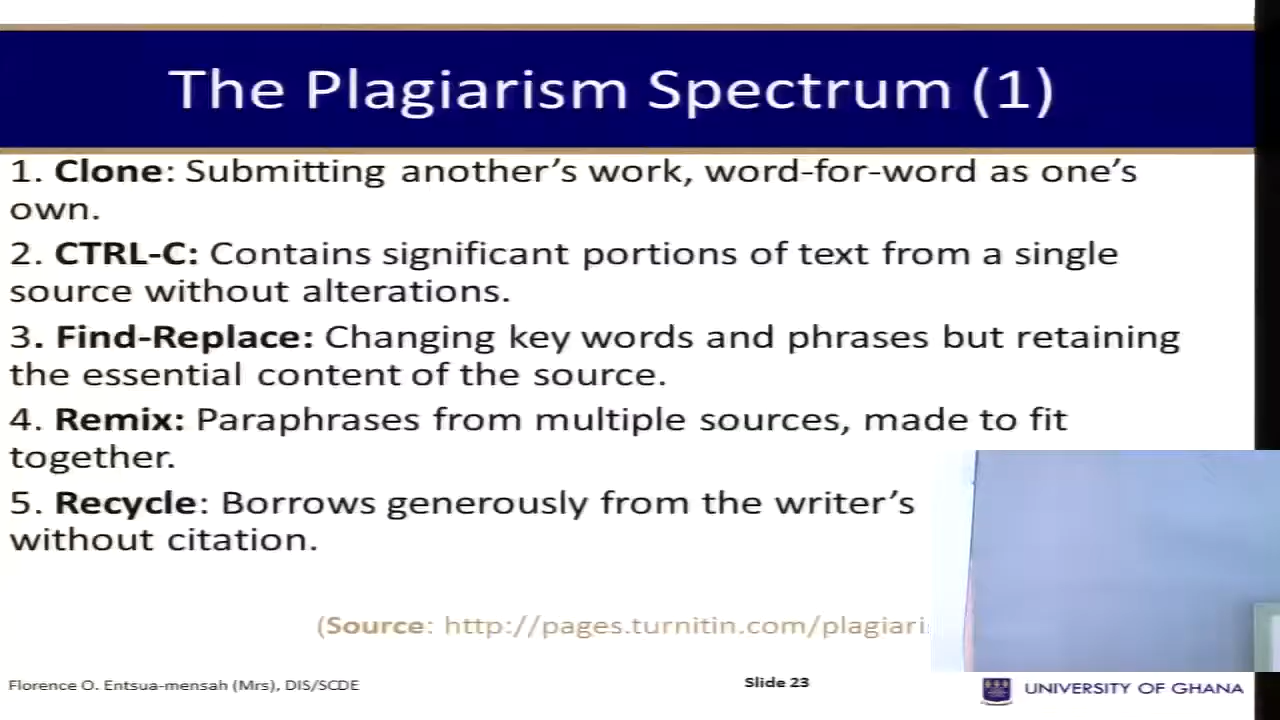 The Plagiarism Spectrum (1)
1. Clone: Submitting another’s work, word-for-word as one’s
own.
2. CTRL-C: Contains significant portions of text from a single
source without alterations.
3. Find-Replace: Changing key words and phrases but retaining
the essential content of the source.
4. Remix: Paraphrases from multiple sources, made to fit
together.
5. Recycle: Borrows generously from the writer’s
without citation.
(Source: http://pages.turnitin.com/plagiari
Florence O. Entsua-mensah (Mrs), DIS/SCDE
Slide 23
UNIVERSITY OF GHANA